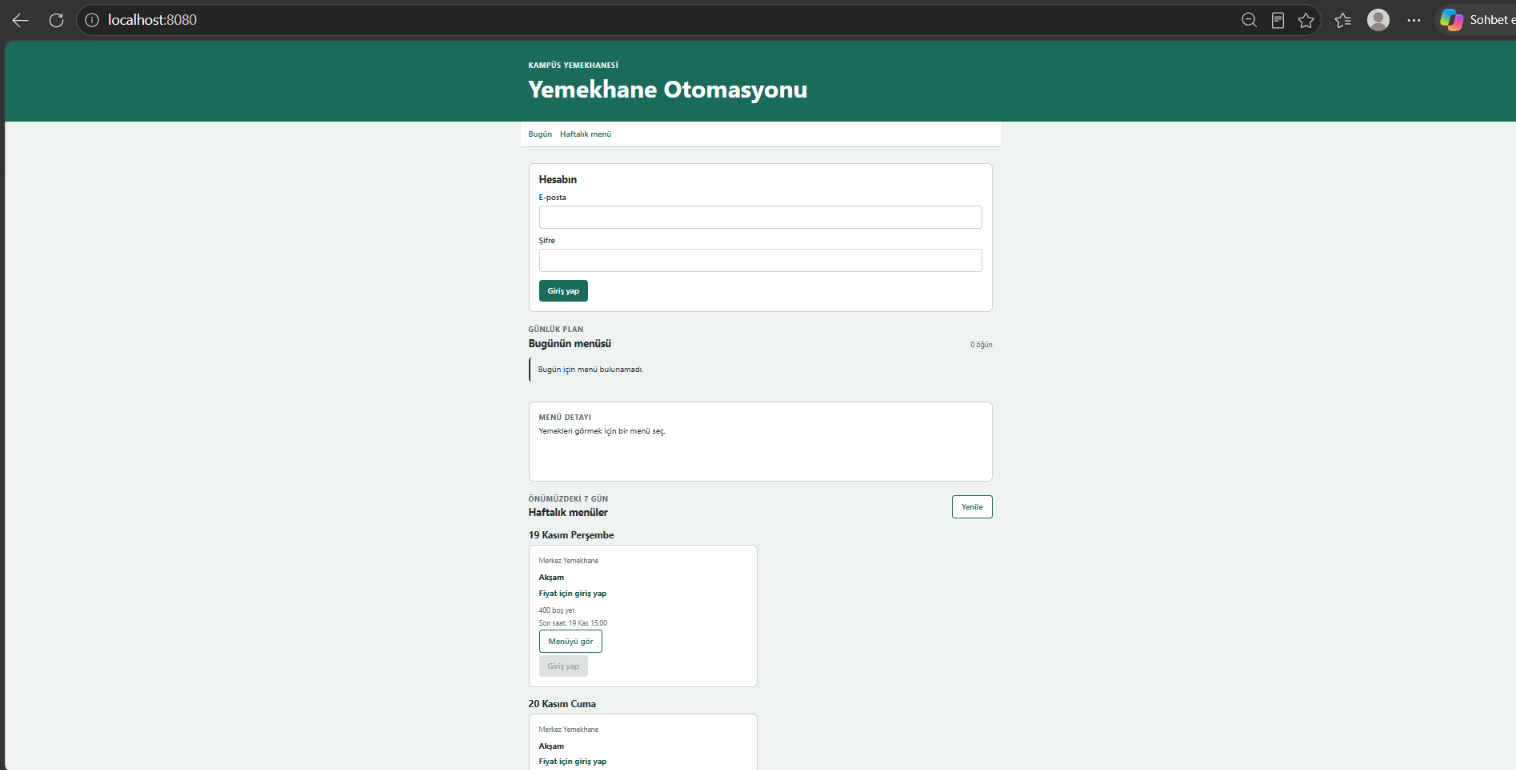 localhost:8080
Sohbet e
KAMPÜS YEMEKHANESİ
Yemekhane Otomasyonu
Bugün Haftalık menü
Hesabın
E-posta
Şifre
Giriş yap
GÜNLÜK PLAN
Bugünün menüsü
0 öğün
Bugün için menü bulunamadı.
MENÜ DETAYI
Yemekleri görmek için bir menü seç.
ÖNÜMÜZDEKİ 7 GÜN
Haftalık menüler
Yenile
19 Kasım Perşembe
Merkez Yemekhane
Akşam
Fiyat için giriş yap
400 boş yer
Son saat: 19 Kas 15:00
Menüyü gör
Giriş yap
20 Kasım Cuma
Merkez Yemekhane
Akşam
Fiyat için giriş yap